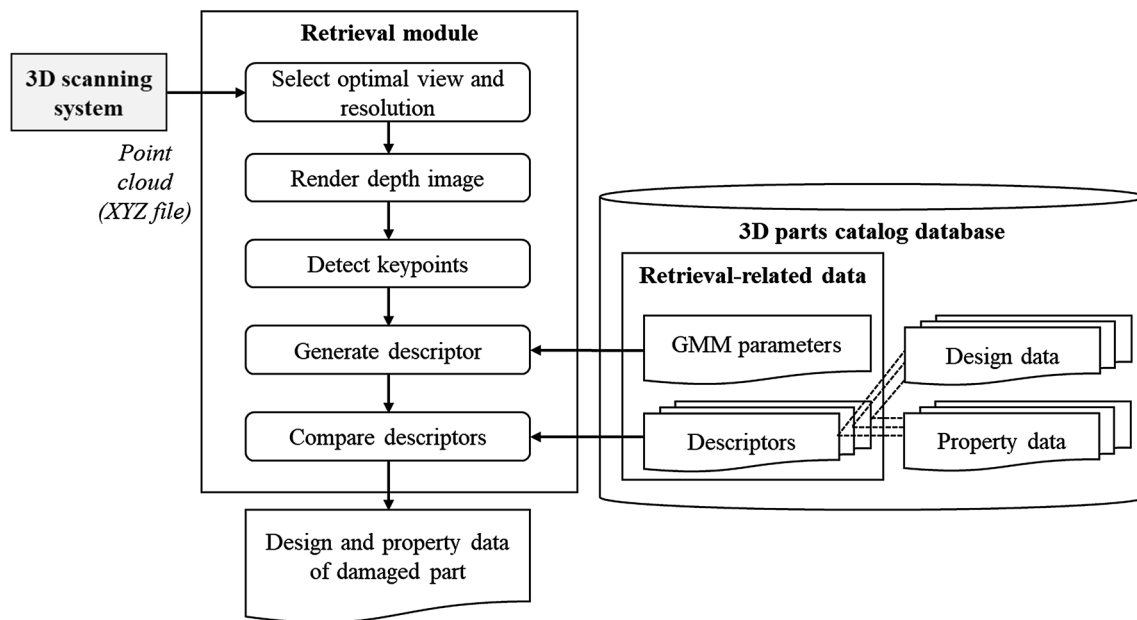 Retrieval module
3D scanning
system
Point
cloud
(XYZ file)
Select optimal view and
resolution
Render depth image
Detect keypoints
Generate descriptor
Compare descriptors
Design and property data
of damaged part
3D parts catalog database
Retrieval-related data
GMM parameters
Descriptors
Design data
Property data